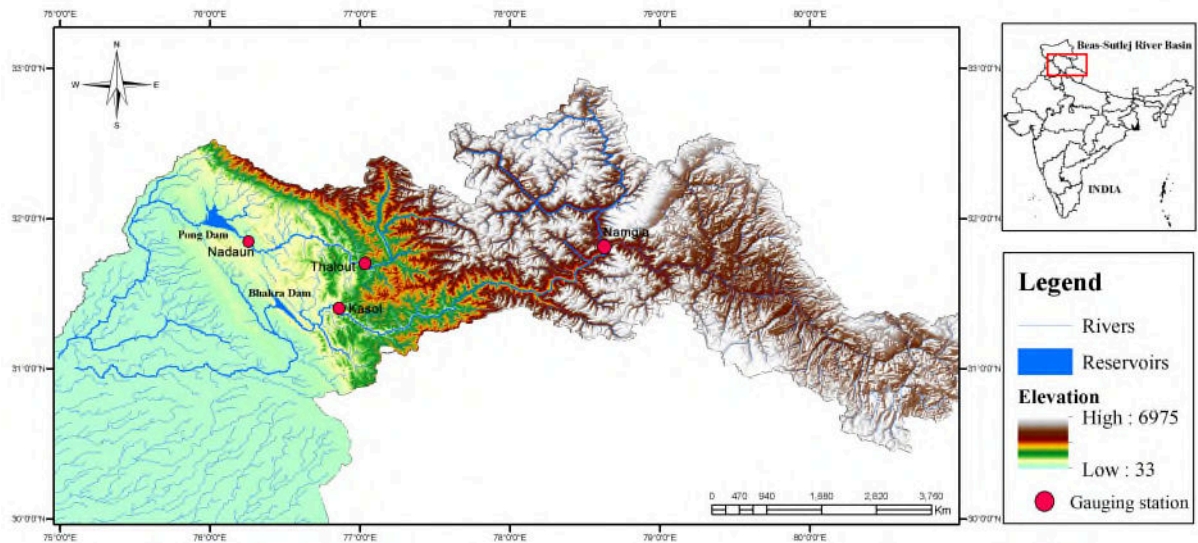 75°0'0"E 76°0'0"E 77°0'0"E 78°0'0"E 79°0'0"E 80°0'0"E
N
W E
S
33°0'0"N 33°0'0"N
32°0'0"N 32°0'0"N
31°0'0"N 31°0'0"N
30°0'0"N 30°0'0"N
Pong Dam
Nadaun
Thalout
Bhakra Dam
Kasol
Namgia
0 470 940 1,880 2,820 3,760
Km
75°0'0"E 76°0'0"E 77°0'0"E 78°0'0"E 79°0'0"E 80°0'0"E
Beas-Sutlej River Basin
INDIA
Legend
Rivers
Reservoirs
Elevation
High : 6975
Low : 33
Gauging station